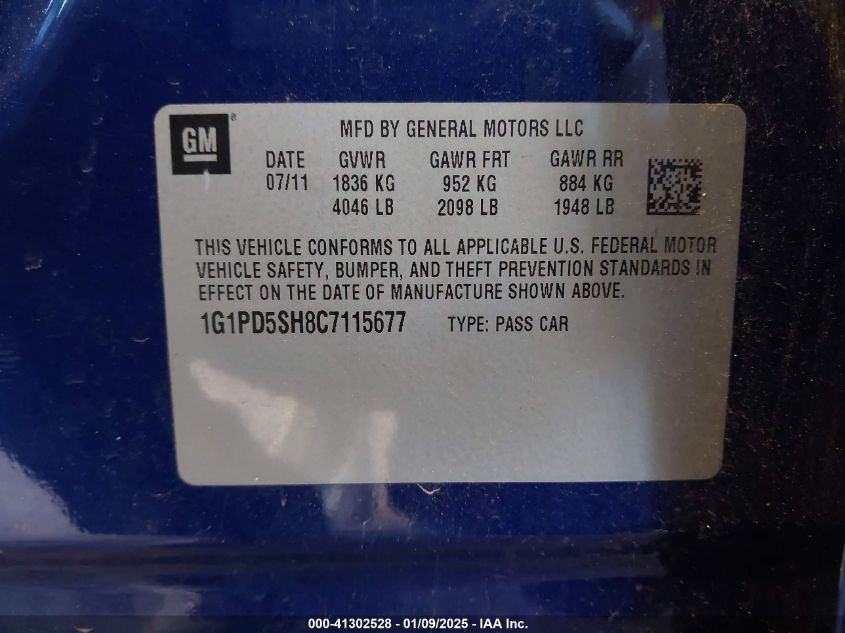 GM ®
MFD BY GENERAL MOTORS LLC
DATE GVWR GAWR FRT GAWR RR
07/11 1836 KG 952 KG 884 KG
4046 LB 2098 LB 1948 LB
THIS VEHICLE CONFORMS TO ALL APPLICABLE U.S. FEDERAL MOTOR
VEHICLE SAFETY, BUMPER, AND THEFT PREVENTION STANDARDS IN
EFFECT ON THE DATE OF MANUFACTURE SHOWN ABOVE.
1G1PD5SH8C7115677 TYPE: PASS CAR
000-41302528 - 01/09/2025 - IAA Inc.